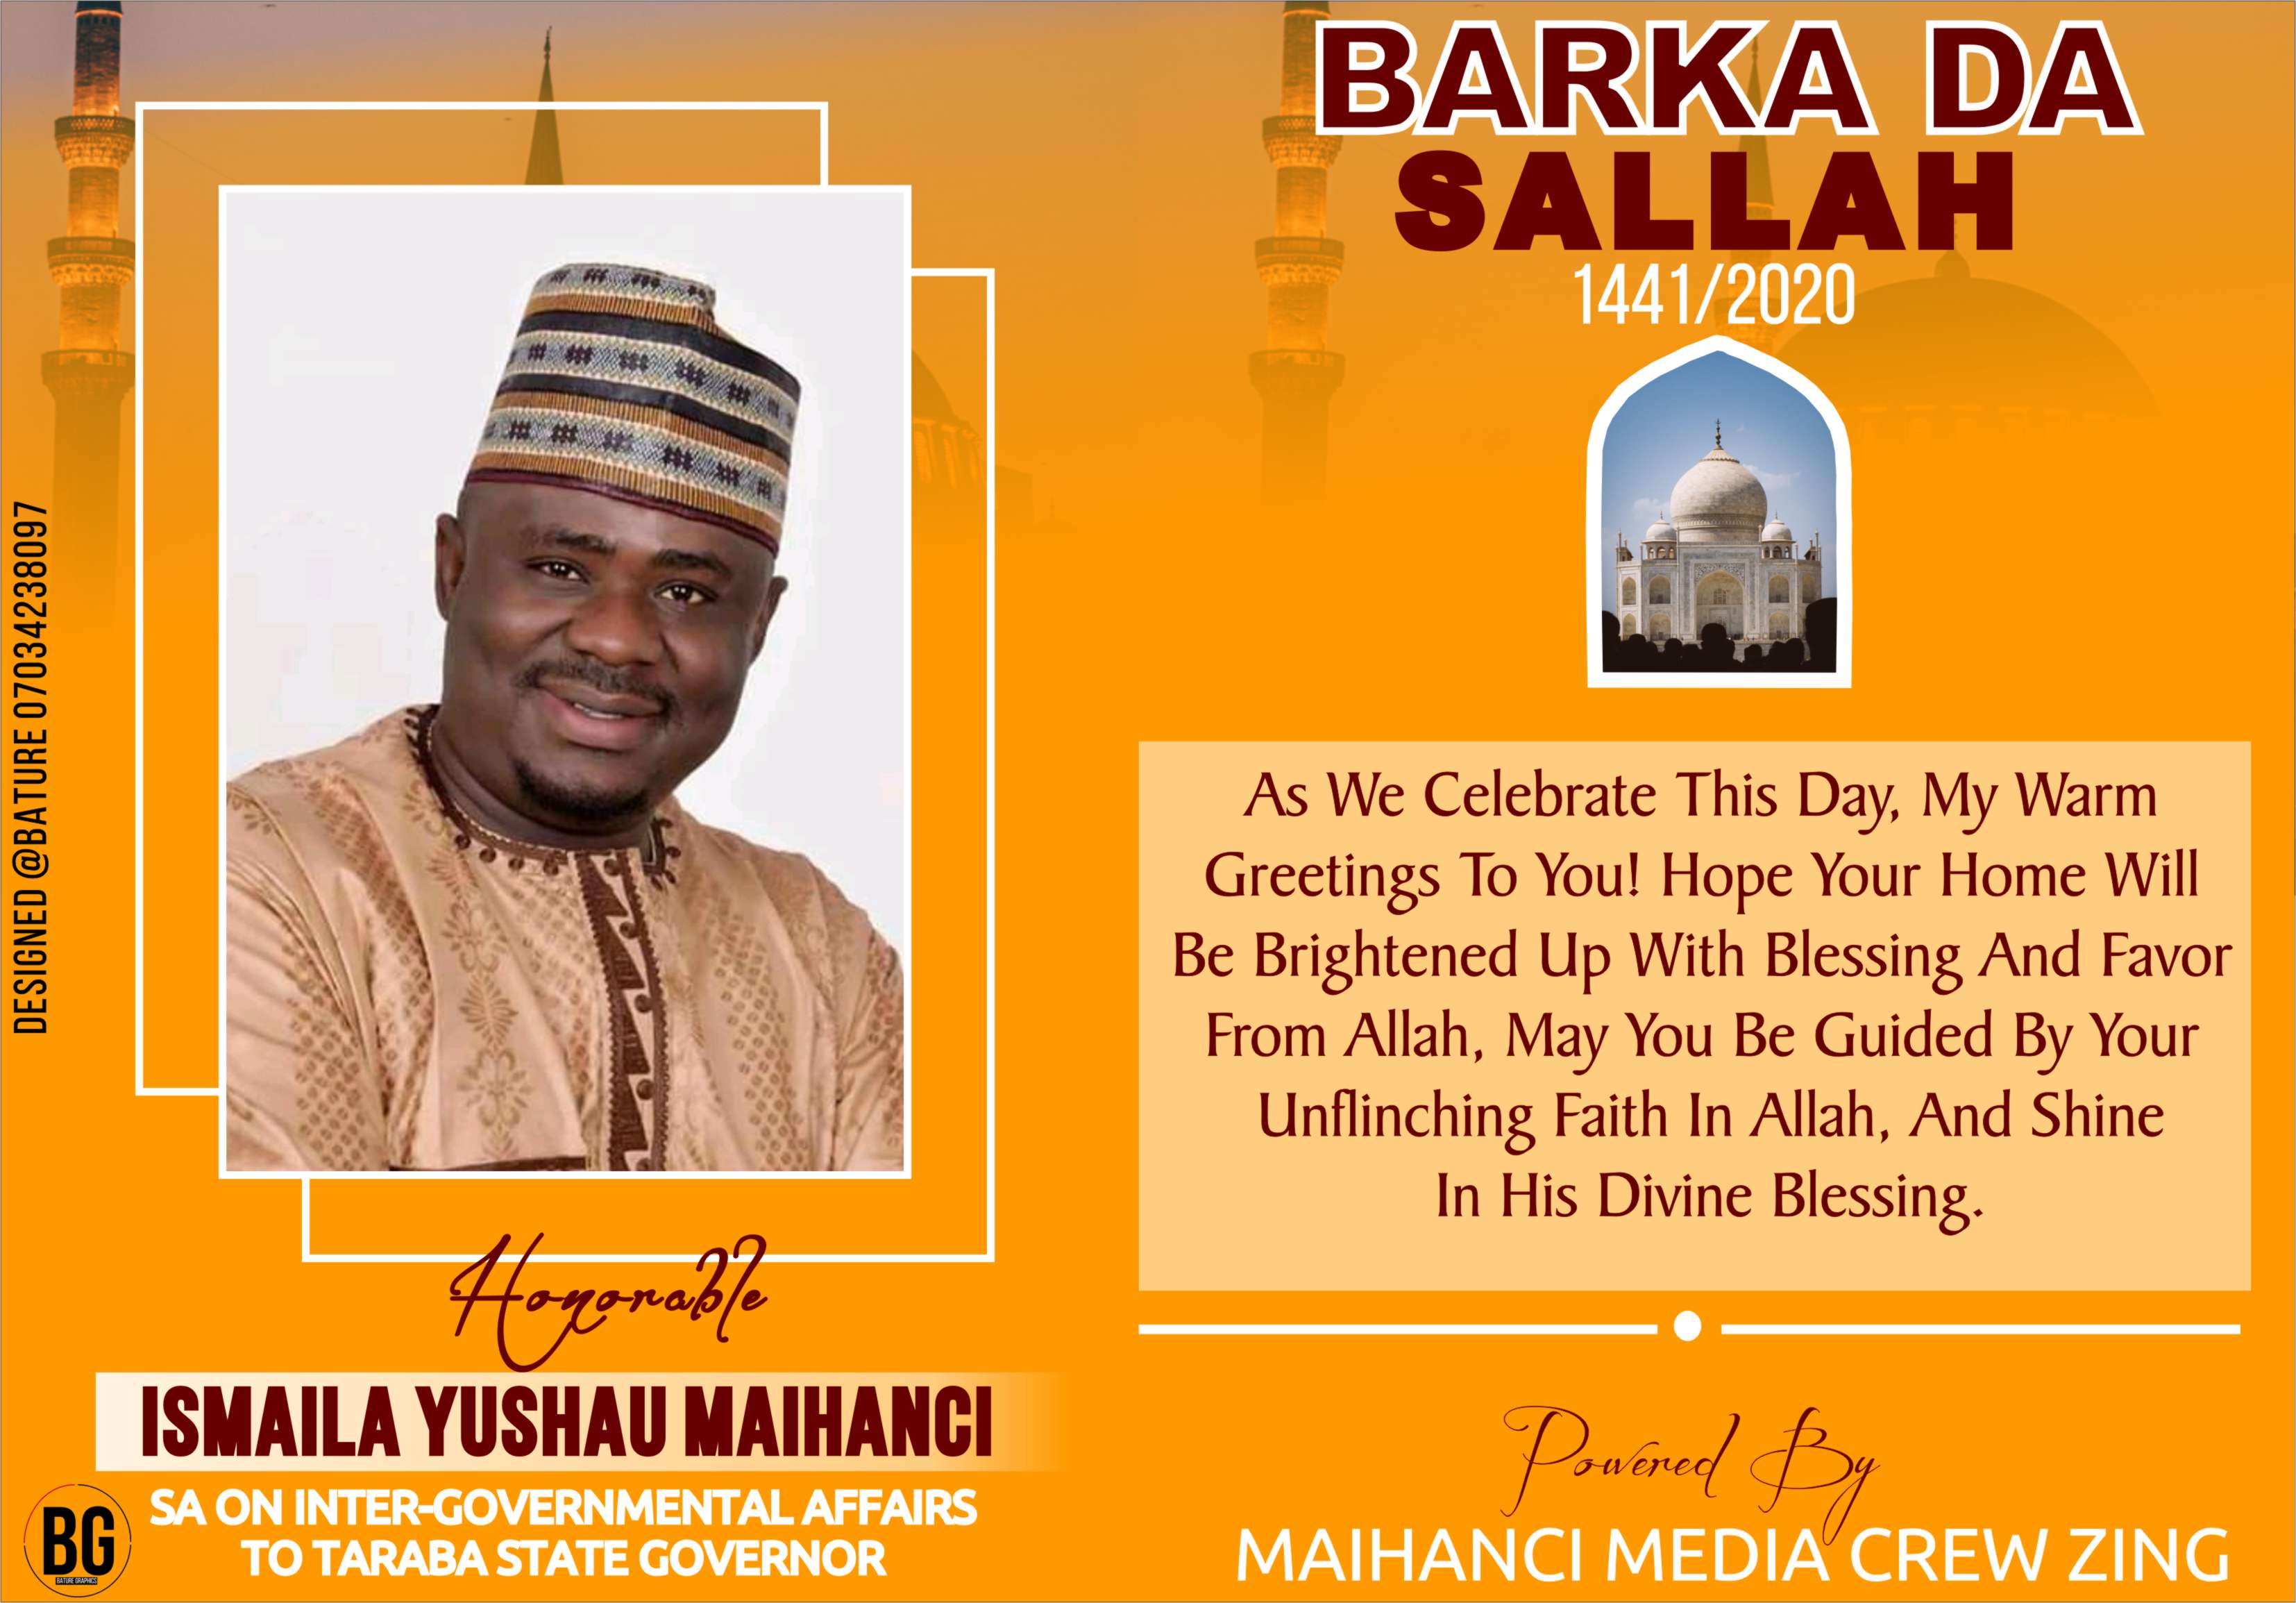 BARKA DA
SALLAH
1441/2020
As We Celebrate This Day, My Warm
Greetings To You! Hope Your Home Will
Be Brightened Up With Blessing And Favor
From Allah, May You Be Guided By Your
Unflinching Faith In Allah, And Shine
In His Divine Blessing.
Powered By
MAIHANCI MEDIA CREW ZING
Honorable
ISMAILA YUSHAU MAIHANCI
SA ON INTER-GOVERNMENTAL AFFAIRS
TO TARABA STATE GOVERNOR
BG
BATURE GRAPHICS
DESIGNED @BATURE 07034238097